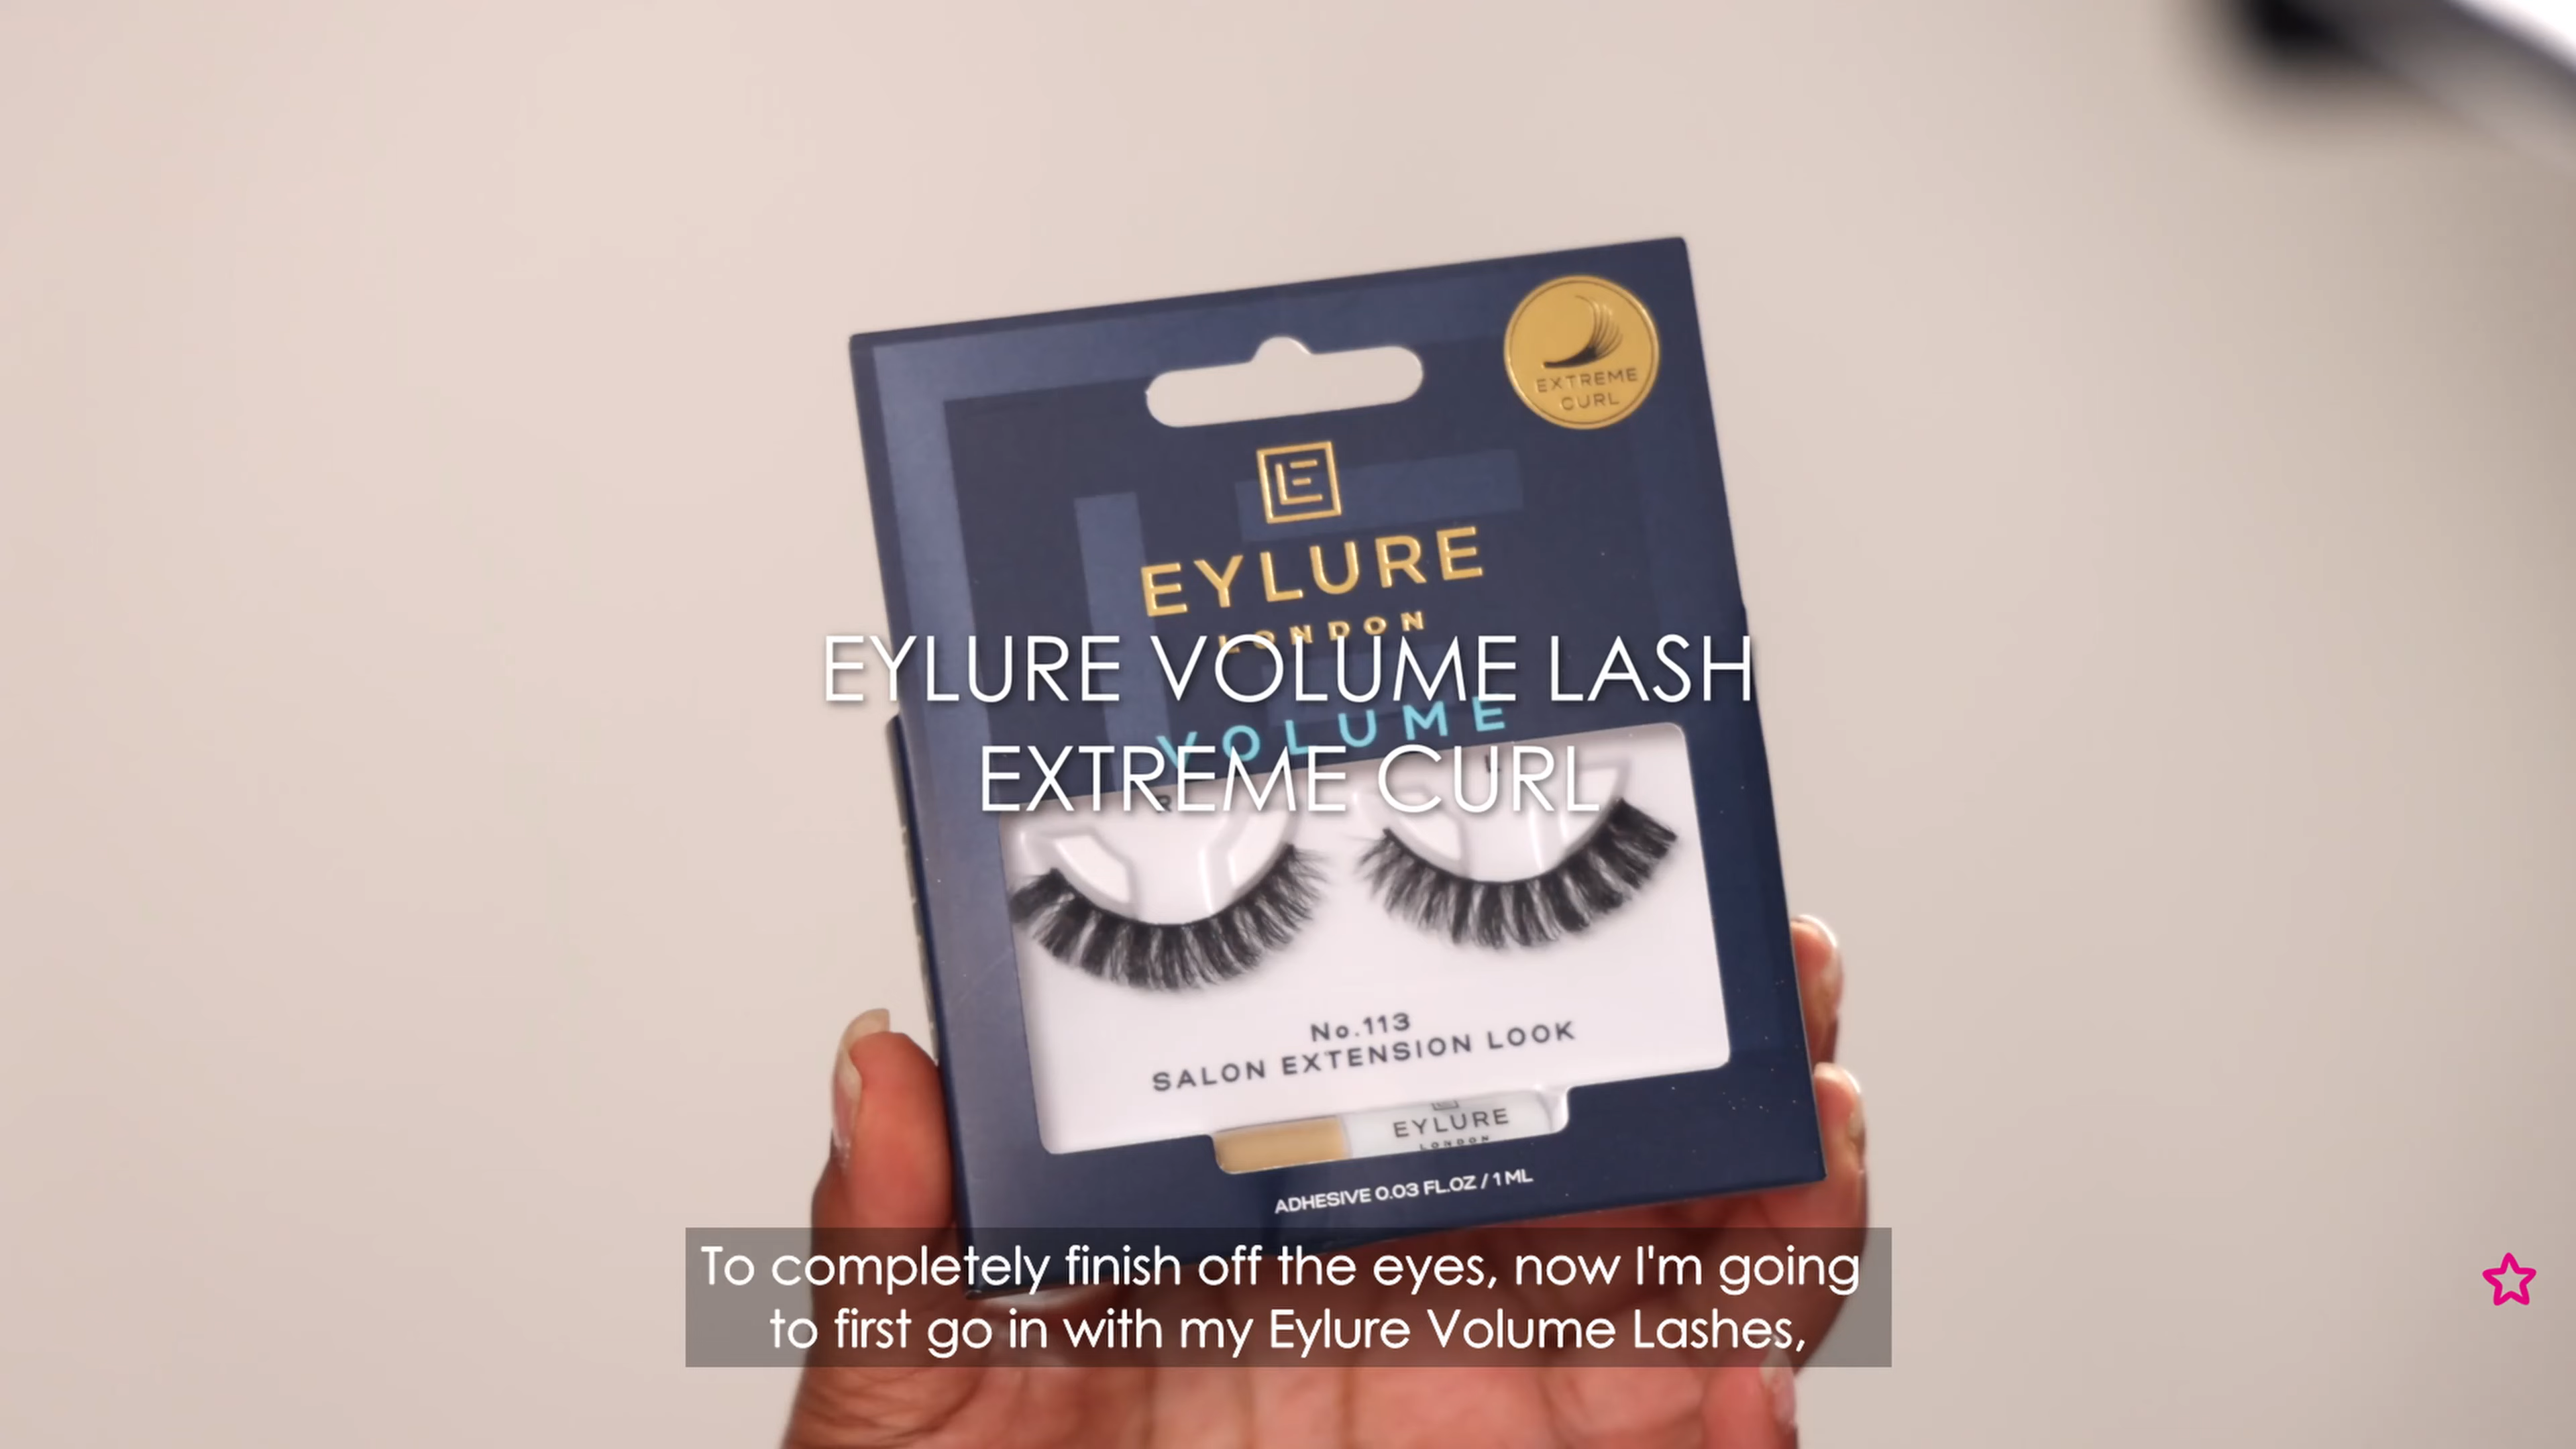 EXTREME
CURL
E
EYLURE
LONDON
EYLURE VOLUME LASH
VOLUME
EXTREME CURL
R
L
No.113
SALON EXTENSION LOOK
EYLURE
LONDON
ADHESIVE 0.03 FL.OZ / 1 ML
To completely finish off the eyes, now I'm going
to first go in with my Eylure Volume Lashes,